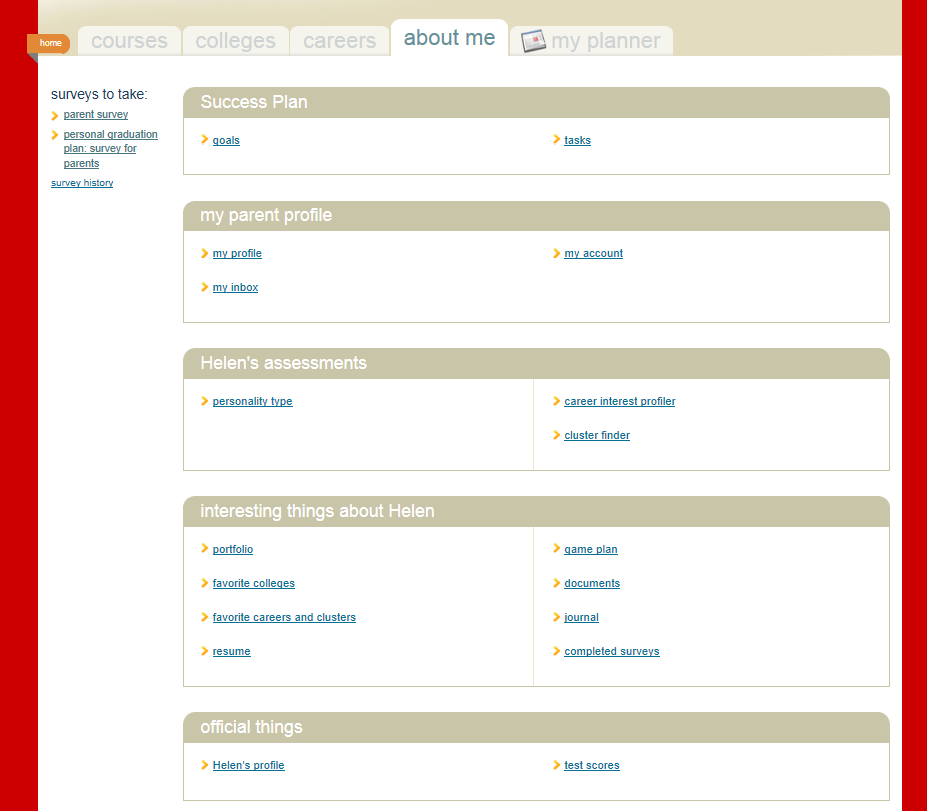 home
courses
colleges
careers
about me
my planner
surveys to take:
parent survey
personal graduation
plan: survey for
parents
survey history
Success Plan
goals
tasks
my parent profile
my profile
my account
my inbox
Helen's assessments
personality type
career interest profiler
cluster finder
interesting things about Helen
portfolio
game plan
favorite colleges
documents
favorite careers and clusters
journal
resume
completed surveys
official things
Helen's profile
test scores